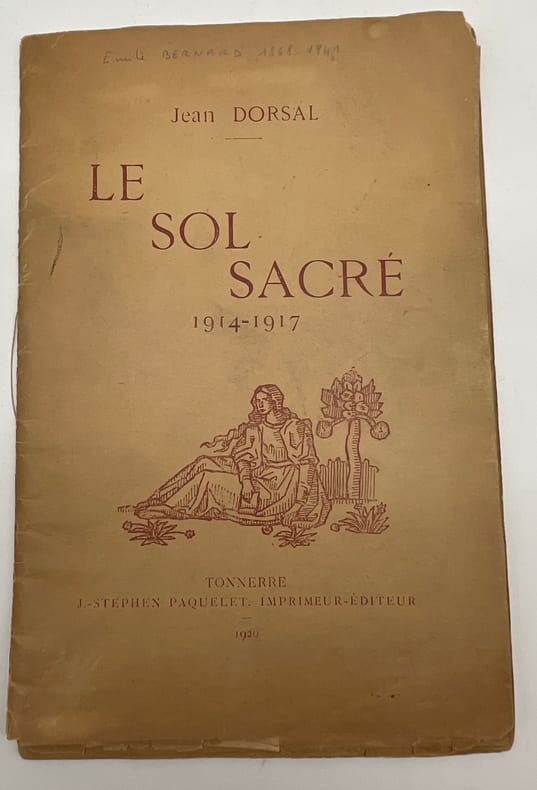 Emile BERNARD 1868-1941
Jean DORSAL
LE
SOL
SACRÉ
1914-1917
TONNERRE
J.-STEPHEN PAQUELET, IMPRIMEUR-ÉDITEUR
1920